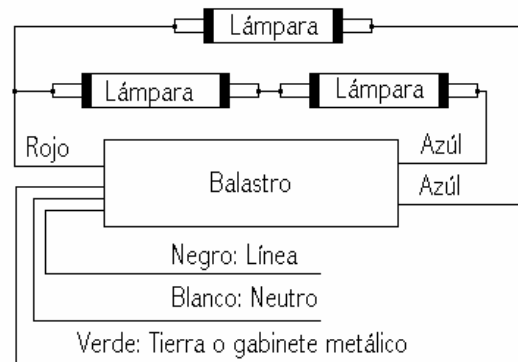 Lámpara
Lámpara
Lámpara
Rojo
Azúl
Balastro
Azúl
Negro: Línea
Blanco: Neutro
Verde: Tierra o gabinete metálico